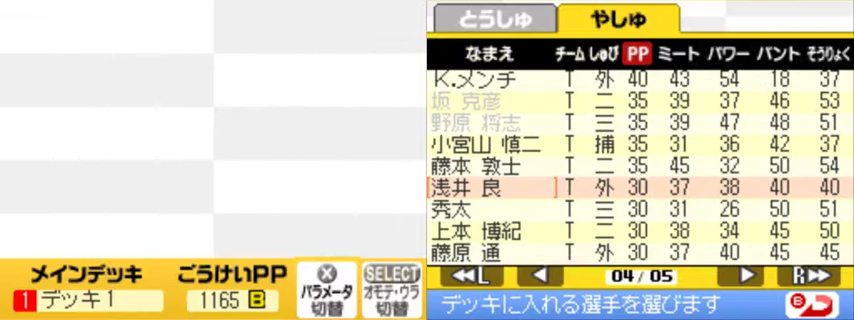 メインデッキ ごうけいPP
1 デッキ1 1165 B
X パラメータ切替
SELECT オモテ・ウラ切替
とうしゅ やしゅ
なまえ チーム しゅび PP ミート パワー バント そうりょく
K.メンチ T 外 40 43 54 18 37
坂 克彦 T 二 35 39 37 46 53
野原 将志 T 三 35 39 47 48 51
小宮山 慎二 T 捕 35 31 36 42 37
藤本 敦士 T 二 35 45 32 50 54
浅井 良 T 外 30 37 38 40 40
秀太 T 三 30 31 26 50 51
上本 博紀 T 二 30 38 34 45 50
藤原 通 T 外 30 37 40 45 45
L 04/05 R
デッキに入れる選手を選びます B